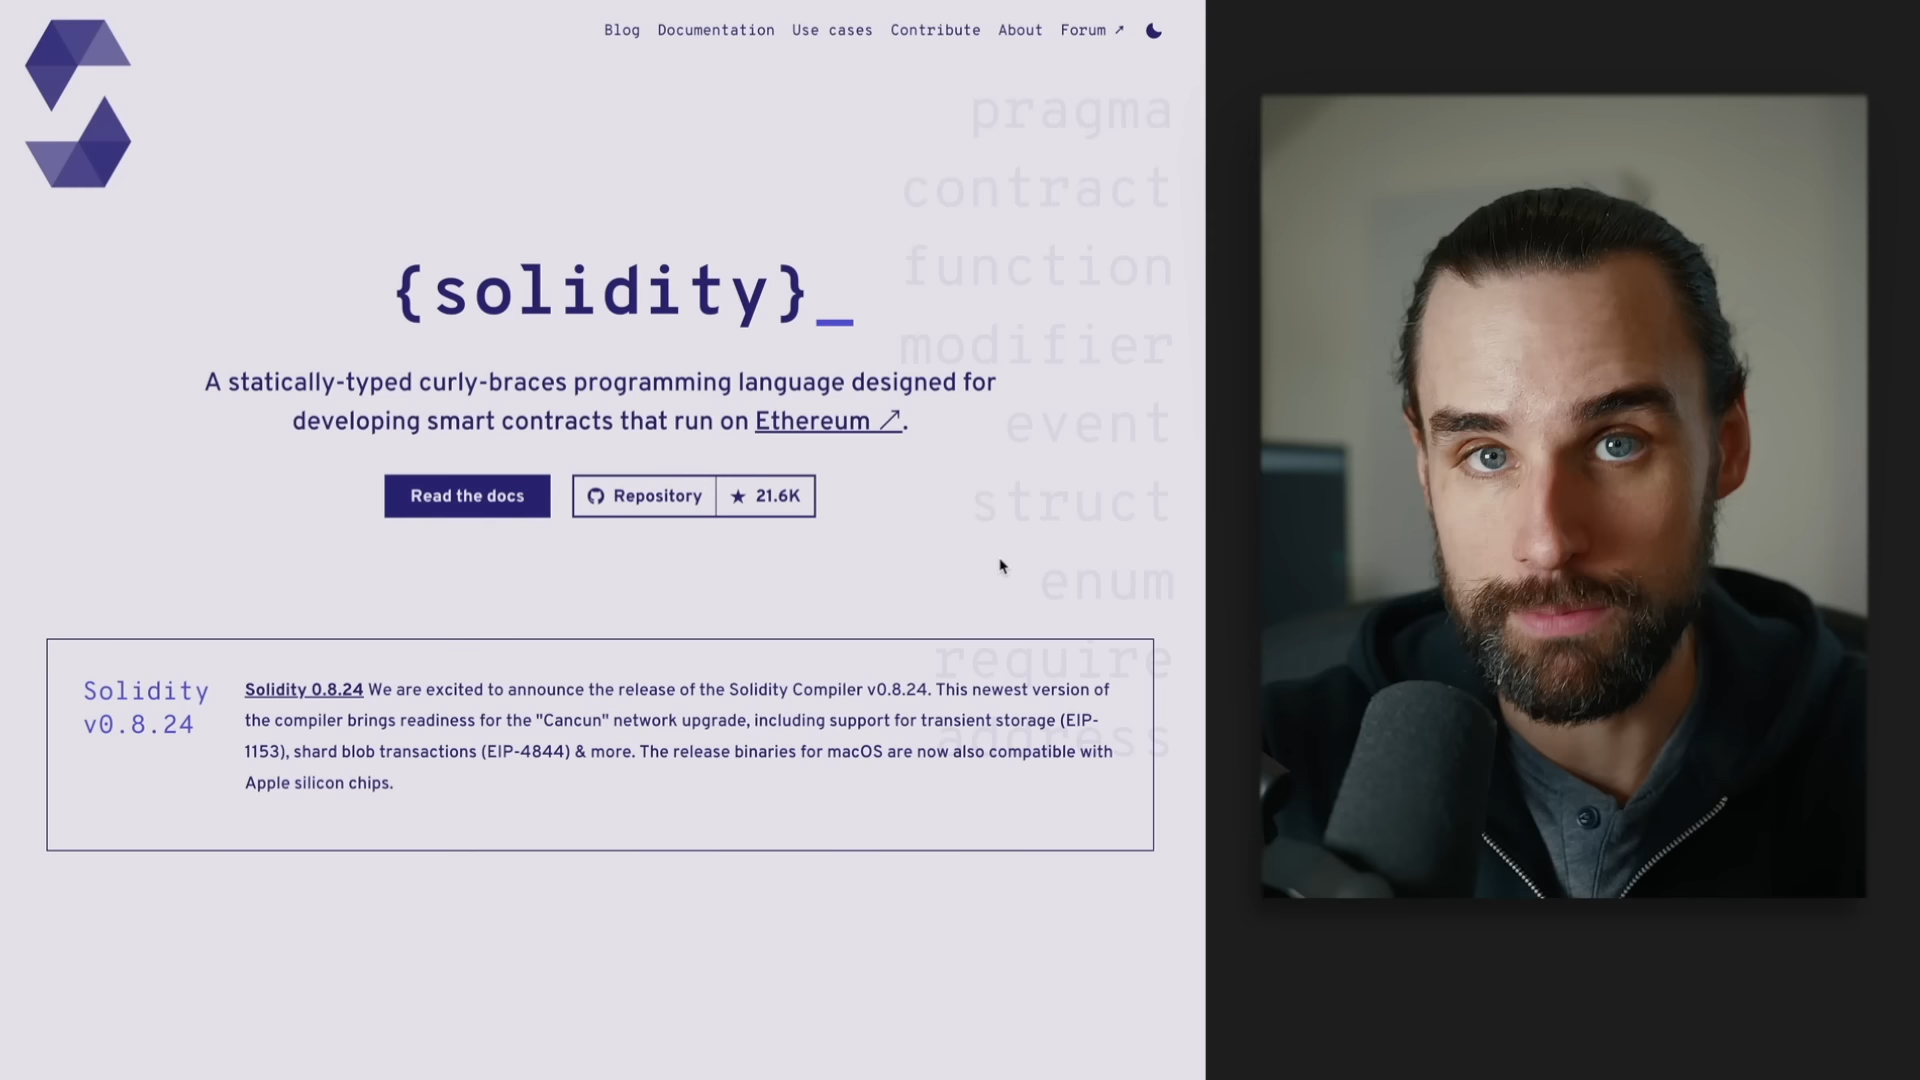 Blog Documentation Use cases Contribute About Forum ↗
pragma
contract
function
modifier
event
struct
enum
require
address
{solidity}_
A statically-typed curly-braces programming language designed for
developing smart contracts that run on Ethereum ↗.
Read the docs
Repository ★ 21.6K
Solidity
v0.8.24
Solidity 0.8.24 We are excited to announce the release of the Solidity Compiler v0.8.24. This newest version of
the compiler brings readiness for the "Cancun" network upgrade, including support for transient storage (EIP-
1153), shard blob transactions (EIP-4844) & more. The release binaries for macOS are now also compatible with
Apple silicon chips.